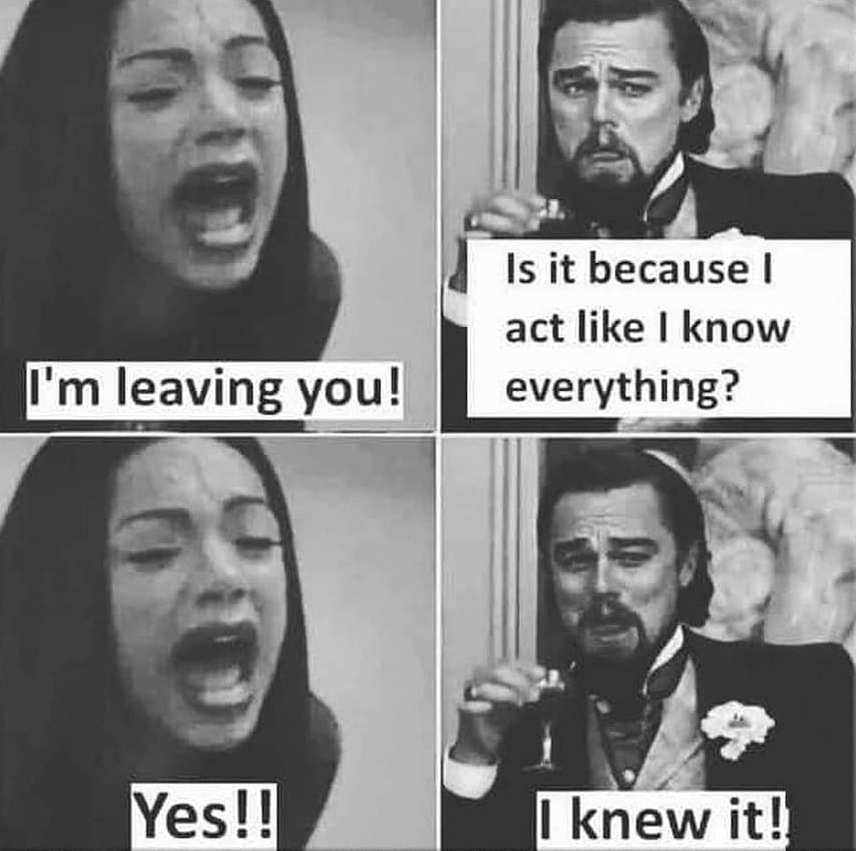 I'm leaving you!
Is it because I
act like I know
everything?
Yes!!
I knew it!